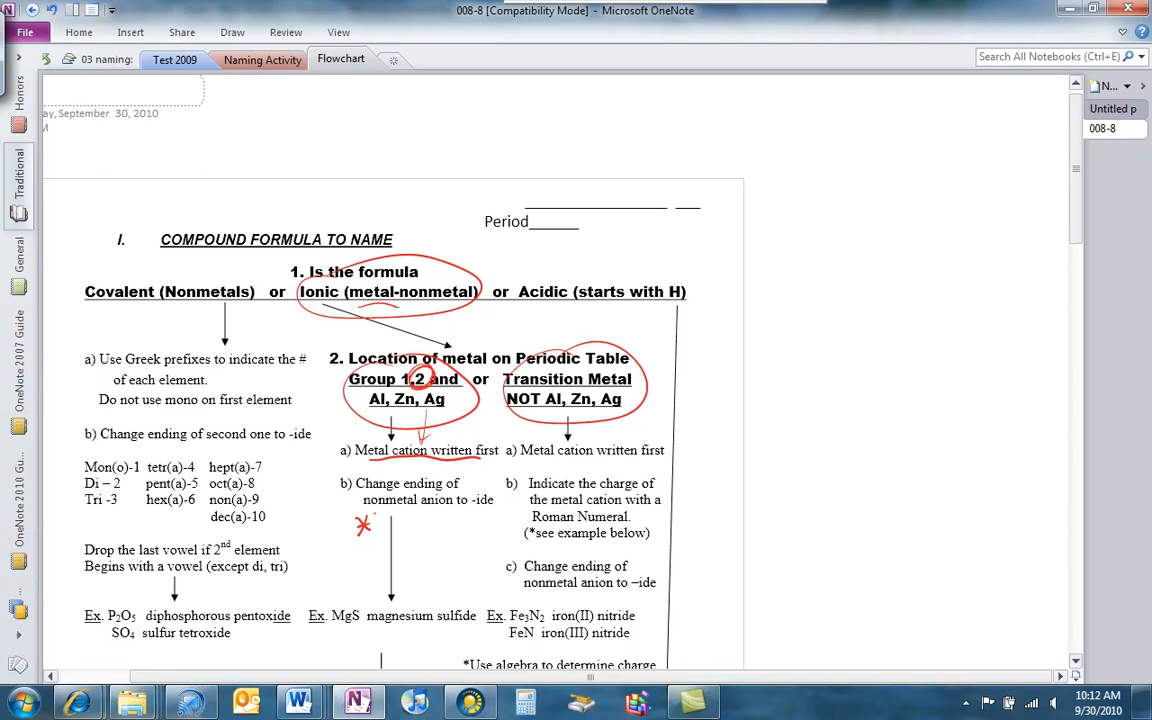 008-8 [Compatibility Mode] - Microsoft OneNote
File Home Insert Share Draw Review View
03 naming: Test 2009 Naming Activity Flowchart
Search All Notebooks (Ctrl+E)
N...
Untitled p
008-8
Honors
Traditional
General
OneNote 2007 Guide
OneNote 2010 Guide
ay, September 30, 2010
M
Period
I. COMPOUND FORMULA TO NAME
1. Is the formula
Covalent (Nonmetals) or Ionic (metal-nonmetal) or Acidic (starts with H)
a) Use Greek prefixes to indicate the #
of each element.
Do not use mono on first element
b) Change ending of second one to -ide
Mon(o)-1 tetr(a)-4 hept(a)-7
Di – 2 pent(a)-5 oct(a)-8
Tri -3 hex(a)-6 non(a)-9
dec(a)-10
Drop the last vowel if 2nd element
Begins with a vowel (except di, tri)
Ex. P2O5 diphosphorous pentoxide
SO4 sulfur tetroxide
2. Location of metal on Periodic Table
Group 1,2 and or Transition Metal
Al, Zn, Ag NOT Al, Zn, Ag
a) Metal cation written first
b) Change ending of
nonmetal anion to -ide
*
Ex. MgS magnesium sulfide
a) Metal cation written first
b) Indicate the charge of
the metal cation with a
Roman Numeral.
(*see example below)
c) Change ending of
nonmetal anion to –ide
Ex. Fe3N2 iron(II) nitride
FeN iron(III) nitride
*Use algebra to determine charge
10:12 AM
9/30/2010